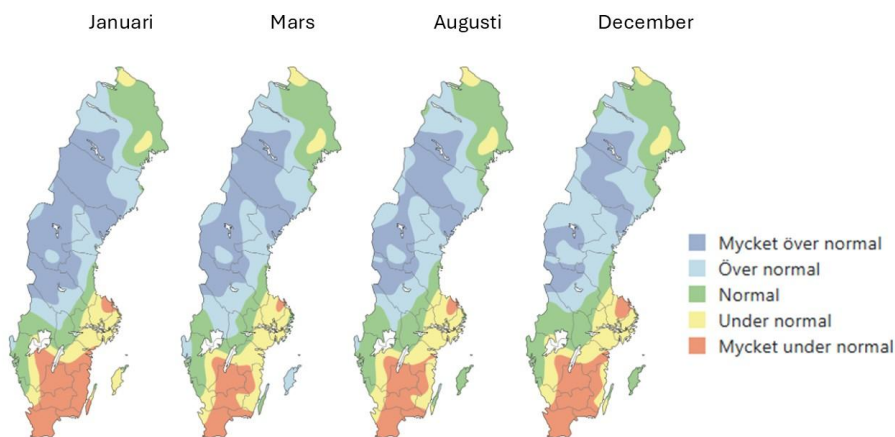 Januari
Mars
Augusti
December
Mycket över normal
Över normal
Normal
Under normal
Mycket under normal